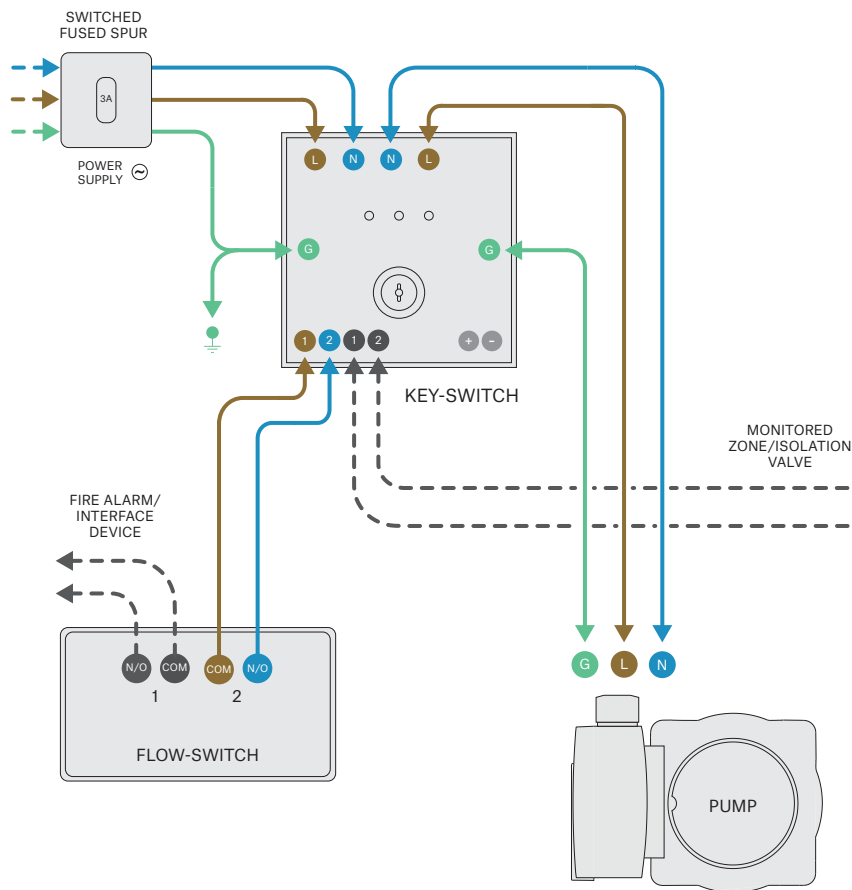 SWITCHED
FUSED SPUR
3A
POWER
SUPPLY
L N N L
G G
1 2 1 2 + -
KEY-SWITCH
MONITORED
ZONE/ISOLATION
VALVE
FIRE ALARM/
INTERFACE
DEVICE
N/O COM COM N/O
1 2
FLOW-SWITCH
G L N
PUMP